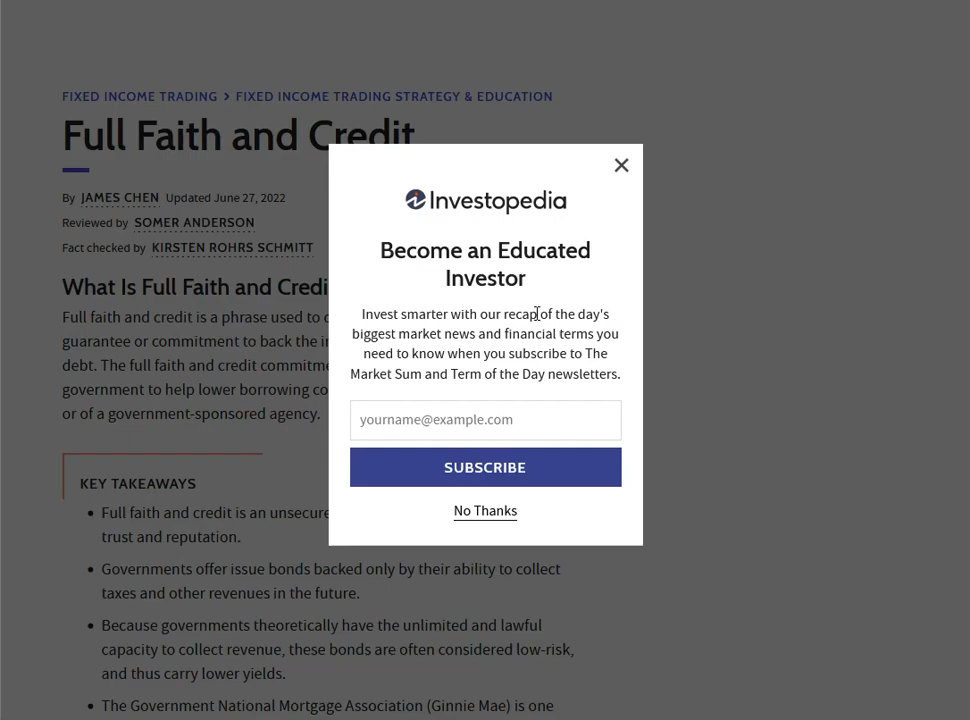 FIXED INCOME TRADING > FIXED INCOME TRADING STRATEGY & EDUCATION
Full Faith and Credit
By JAMES CHEN Updated June 27, 2022
Reviewed by SOMER ANDERSON
Fact checked by KIRSTEN ROHRS SCHMITT
What Is Full Faith and Credi
Full faith and credit is a phrase used to
guarantee or commitment to back the
debt. The full faith and credit commitme
government to help lower borrowing co
or of a government-sponsored agency.
KEY TAKEAWAYS
• Full faith and credit is an unsecure
trust and reputation.
• Governments offer issue bonds backed only by their ability to collect
taxes and other revenues in the future.
• Because governments theoretically have the unlimited and lawful
capacity to collect revenue, these bonds are often considered low-risk,
and thus carry lower yields.
• The Government National Mortgage Association (Ginnie Mae) is one
Investopedia
Become an Educated
Investor
Invest smarter with our recap of the day's
biggest market news and financial terms you
need to know when you subscribe to The
Market Sum and Term of the Day newsletters.
yourname@example.com
SUBSCRIBE
No Thanks